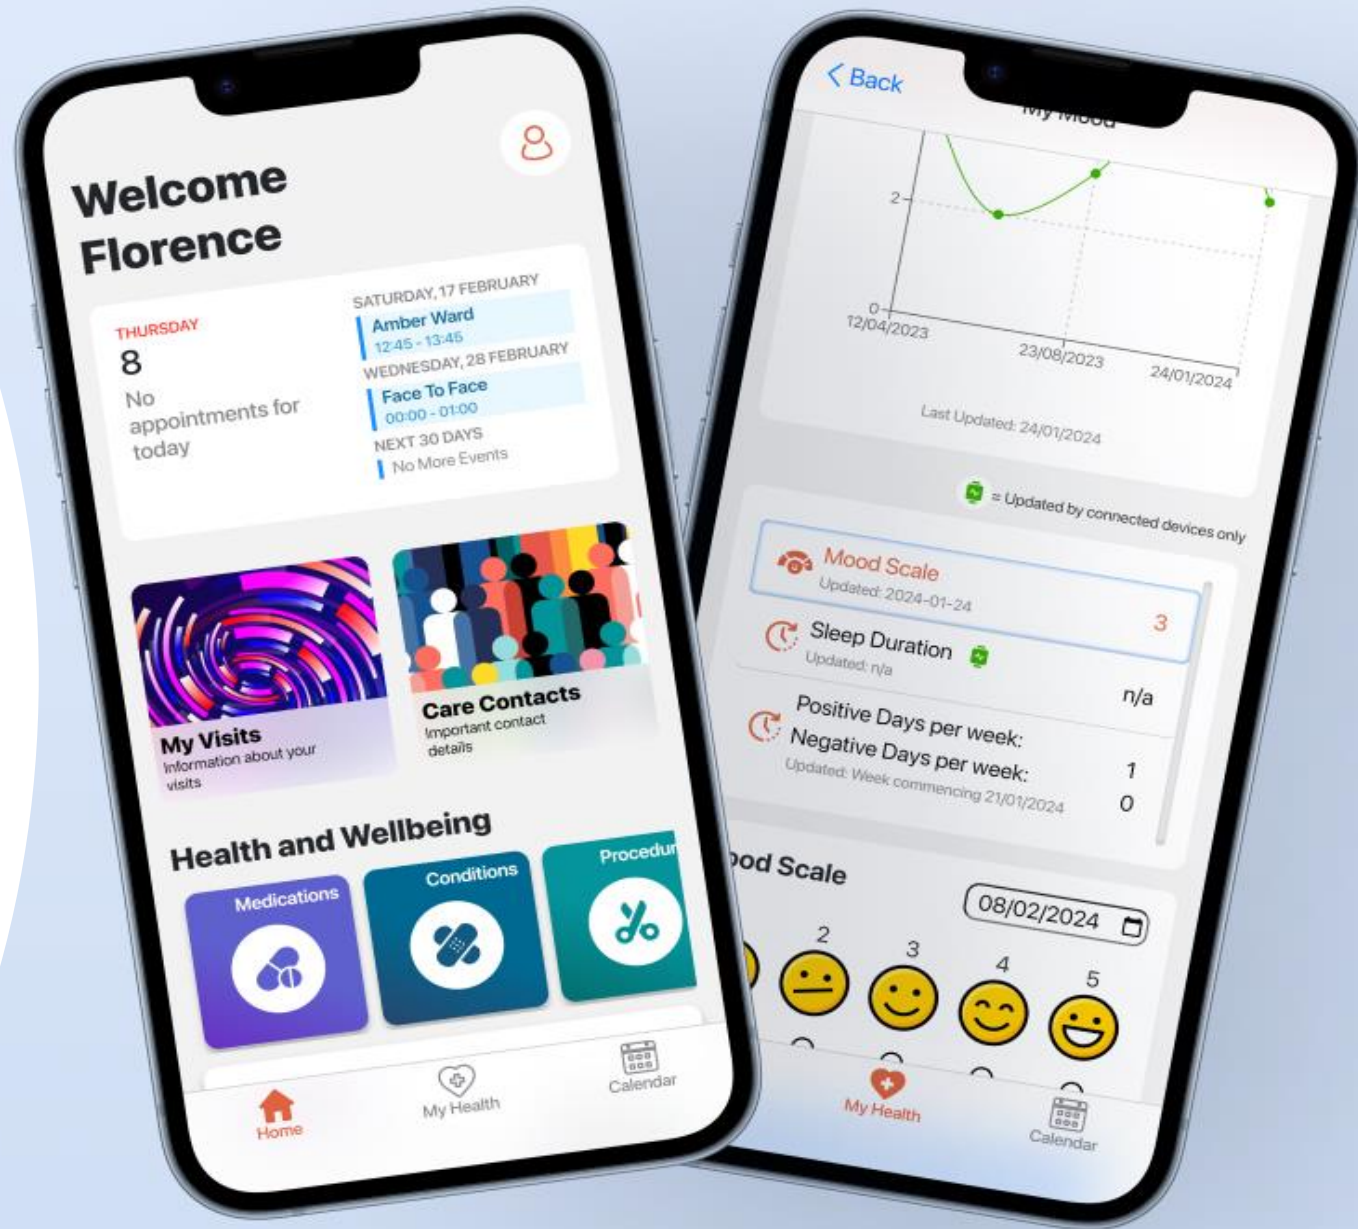 Welcome
Florence
THURSDAY
8
No
appointments for
today
SATURDAY, 17 FEBRUARY
Amber Ward
12:45 - 13:45
WEDNESDAY, 28 FEBRUARY
Face To Face
00:00 - 01:00
NEXT 30 DAYS
No More Events
My Visits
Information about your
visits
Care Contacts
Important contact
details
Health and Wellbeing
Medications
Conditions
Procedur
Home
My Health
Calendar
Back
My Mood
2
0
12/04/2023
23/08/2023
24/01/2024
Last Updated: 24/01/2024
= Updated by connected devices only
Mood Scale
Updated: 2024-01-24
3
Sleep Duration
Updated: n/a
n/a
Positive Days per week:
1
Negative Days per week:
0
Updated: Week commencing 21/01/2024
ood Scale
08/02/2024
2 3 4 5
My Health
Calendar